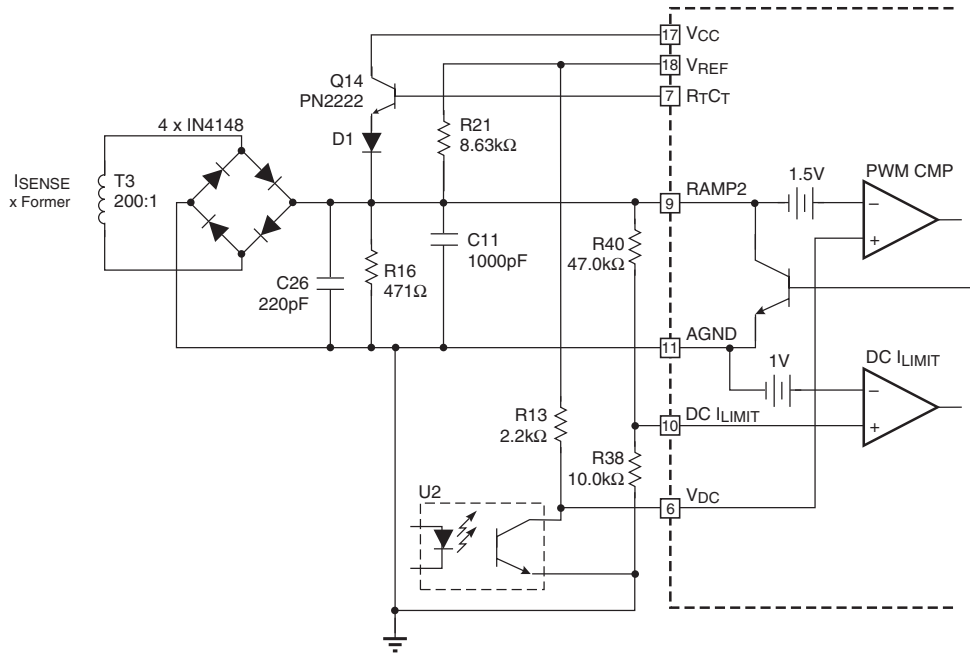 17 VCC
18 VREF
7 RTCT
Q14
PN2222
D1
R21
8.63kΩ
4 x IN4148
ISENSE
x Former
T3
200:1
9 RAMP2
1.5V
PWM CMP
−
+
C26
220pF
R16
471Ω
C11
1000pF
R40
47.0kΩ
11 AGND
1V
DC ILIMIT
−
+
R13
2.2kΩ
10 DC ILIMIT
R38
10.0kΩ
U2
6 VDC